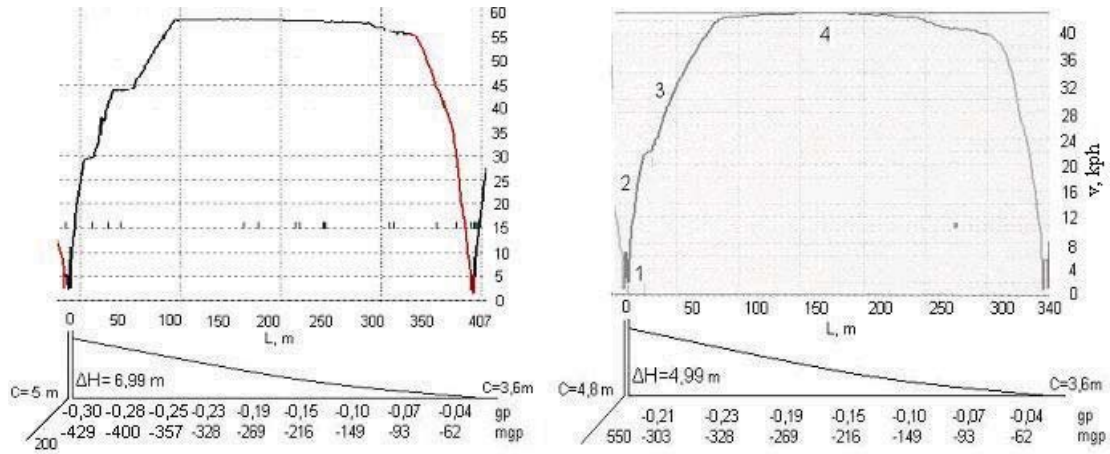 60
55
50
45
40
35
30
25
20
15
10
5
0
0 50 100 150 200 250 300 350 407
L, m
C=5 m
ΔH= 6,99 m
C=3,6m
-0,30 -0,28 -0,25 -0,23 -0,19 -0,15 -0,10 -0,07 -0,04 gp
200 -429 -400 -357 -328 -269 -216 -149 -93 -62 mgp
40
36
32
28
24
20
16
12
8
4
0
v, kph
1
2
3
4
0 50 100 150 200 250 300 340
L, m
C=4,8 m
ΔH=4,99 m
C=3,6m
-0,21 -0,23 -0,19 -0,15 -0,10 -0,07 -0,04 gp
550 -303 -328 -269 -216 -149 -93 -62 mgp